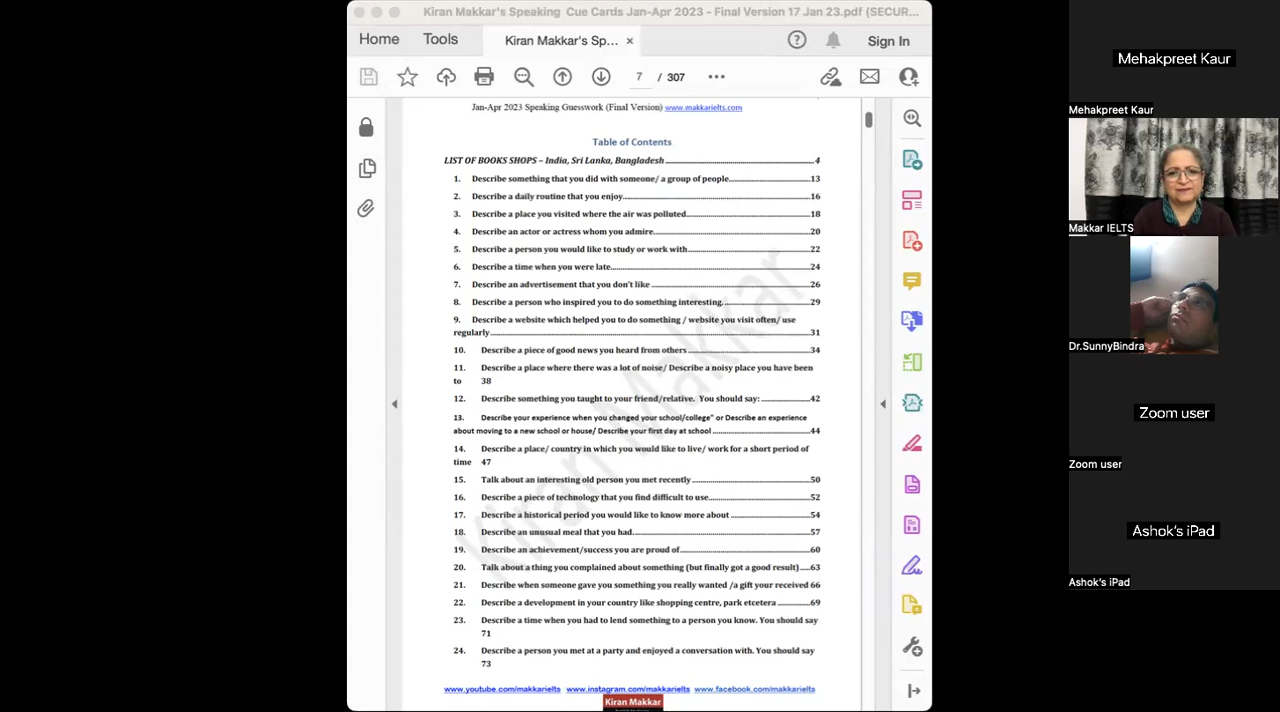 Kiran Makkar's Speaking Cue Cards Jan-Apr 2023 - Final Version 17 Jan 23.pdf (SECUR...
Home
Tools
Kiran Makkar's Sp... ×
Sign In
7 / 307
Jan-Apr 2023 Speaking Guesswork (Final Version) www.makkarielts.com
Table of Contents
LIST OF BOOKS SHOPS – India, Sri Lanka, Bangladesh 4
1. Describe something that you did with someone/ a group of people 13
2. Describe a daily routine that you enjoy 16
3. Describe a place you visited where the air was polluted 18
4. Describe an actor or actress whom you admire 20
5. Describe a person you would like to study or work with 22
6. Describe a time when you were late 24
7. Describe an advertisement that you don't like 26
8. Describe a person who inspired you to do something interesting. 29
9. Describe a website which helped you to do something / website you visit often/ use
regularly 31
10. Describe a piece of good news you heard from others 34
11. Describe a place where there was a lot of noise/ Describe a noisy place you have been
to 38
12. Describe something you taught to your friend/relative. You should say: 42
13. Describe your experience when you changed your school/college" or Describe an experience
about moving to a new school or house/ Describe your first day at school 44
14. Describe a place/ country in which you would like to live/ work for a short period of
time 47
15. Talk about an interesting old person you met recently 50
16. Describe a piece of technology that you find difficult to use 52
17. Describe a historical period you would like to know more about 54
18. Describe an unusual meal that you had. 57
19. Describe an achievement/success you are proud of 60
20. Talk about a thing you complained about something (but finally got a good result) 63
21. Describe when someone gave you something you really wanted /a gift your received 66
22. Describe a development in your country like shopping centre, park etcetera 69
23. Describe a time when you had to lend something to a person you know. You should say
71
24. Describe a person you met at a party and enjoyed a conversation with. You should say
73
www.youtube.com/makkarielts www.instagram.com/makkarielts www.facebook.com/makkarielts
Kiran Makkar
Kiran Makkar
Mehakpreet Kaur
Mehakpreet Kaur
Makkar IELTS
Dr.SunnyBindra
Zoom user
Zoom user
Ashok's iPad
Ashok's iPad